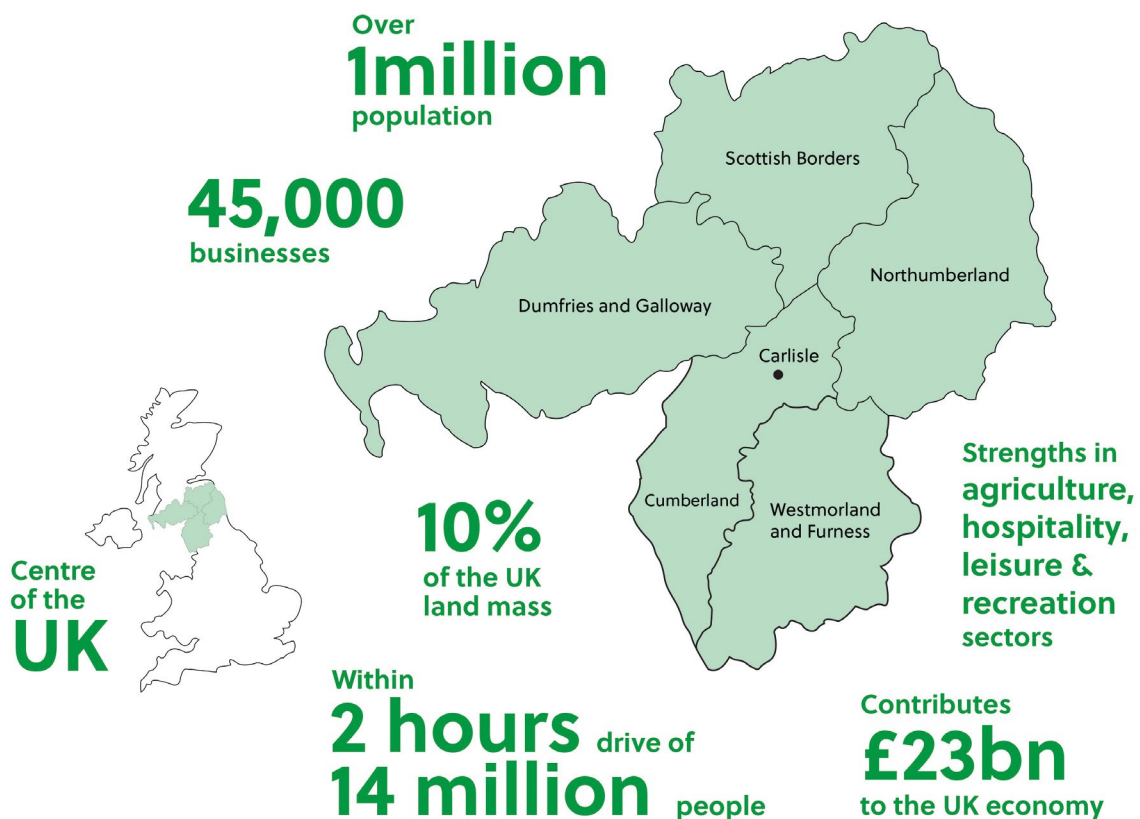 Over
1million
population
45,000
businesses
Scottish Borders
Northumberland
Dumfries and Galloway
Carlisle
Cumberland
Westmorland
and Furness
Centre
of the
UK
10%
of the UK
land mass
Strengths in
agriculture,
hospitality,
leisure &
recreation
sectors
Within
2 hours drive of
14 million people
Contributes
£23bn
to the UK economy